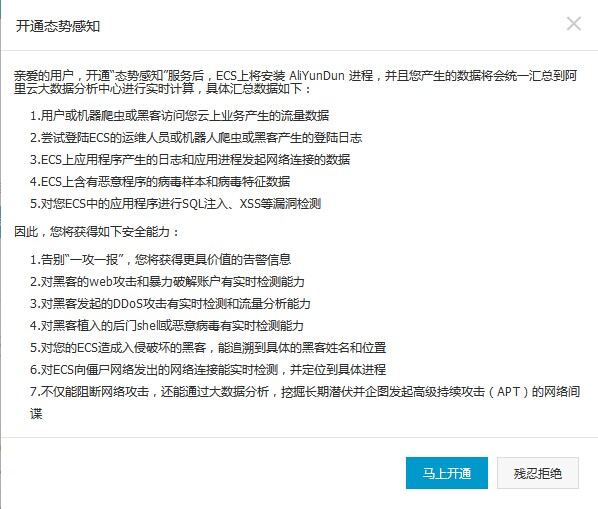 开通态势感知
亲爱的用户，开通“态势感知”服务后，ECS上将安装 AliYunDun 进程，并且您产生的数据将会统一汇总到阿
里云大数据分析中心进行实时计算，具体汇总数据如下：
1.用户或机器爬虫或黑客访问您云上业务产生的流量数据
2.尝试登陆ECS的运维人员或机器人爬虫或黑客产生的登陆日志
3.ECS上应用程序产生的日志和应用进程发起网络连接的数据
4.ECS上含有恶意程序的病毒样本和病毒特征数据
5.对您ECS中的应用程序进行SQL注入、XSS等漏洞检测
因此，您将获得如下安全能力：
1.告别“一攻一报”，您将获得更具价值的告警信息
2.对黑客的web攻击和暴力破解账户有实时检测能力
3.对黑客发起的DDoS攻击有实时检测和流量分析能力
4.对黑客植入的后门shell或恶意病毒有实时检测能力
5.对您的ECS造成入侵破坏的黑客，能追溯到具体的黑客姓名和位置
6.对ECS向僵尸网络发出的网络连接能实时检测，并定位到具体进程
7.不仅能阻断网络攻击，还能通过大数据分析，挖掘长期潜伏并企图发起高级持续攻击（APT）的网络间
谍
马上开通 残忍拒绝